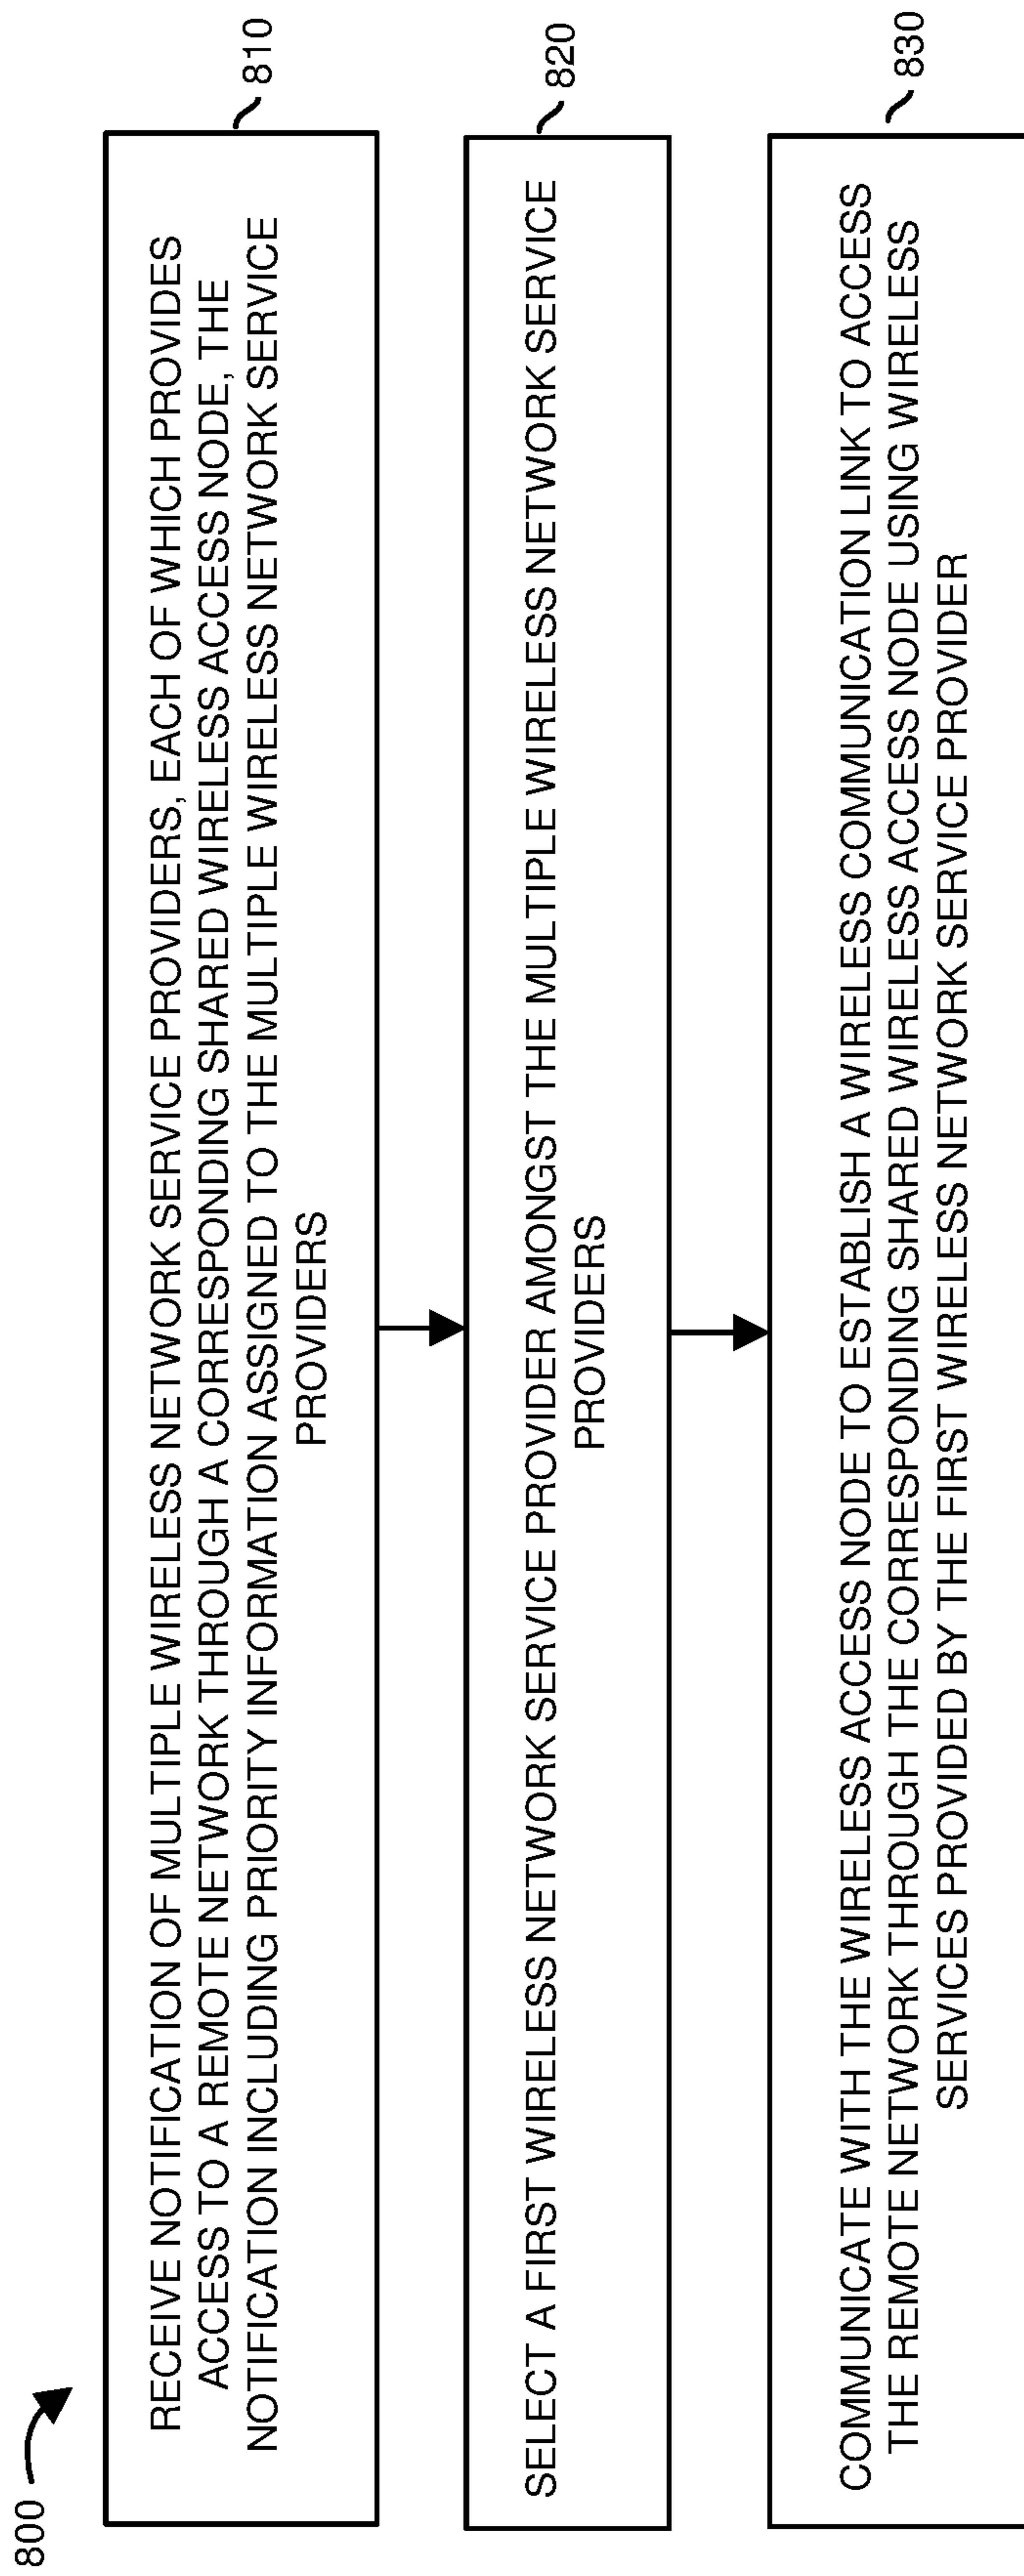 800
RECEIVE NOTIFICATION OF MULTIPLE WIRELESS NETWORK SERVICE PROVIDERS, EACH OF WHICH PROVIDES
ACCESS TO A REMOTE NETWORK THROUGH A CORRESPONDING SHARED WIRELESS ACCESS NODE, THE
NOTIFICATION INCLUDING PRIORITY INFORMATION ASSIGNED TO THE MULTIPLE WIRELESS NETWORK SERVICE
PROVIDERS
810
SELECT A FIRST WIRELESS NETWORK SERVICE PROVIDER AMONGST THE MULTIPLE WIRELESS NETWORK SERVICE
PROVIDERS
820
COMMUNICATE WITH THE WIRELESS ACCESS NODE TO ESTABLISH A WIRELESS COMMUNICATION LINK TO ACCESS
THE REMOTE NETWORK THROUGH THE CORRESPONDING SHARED WIRELESS ACCESS NODE USING WIRELESS
SERVICES PROVIDED BY THE FIRST WIRELESS NETWORK SERVICE PROVIDER
830